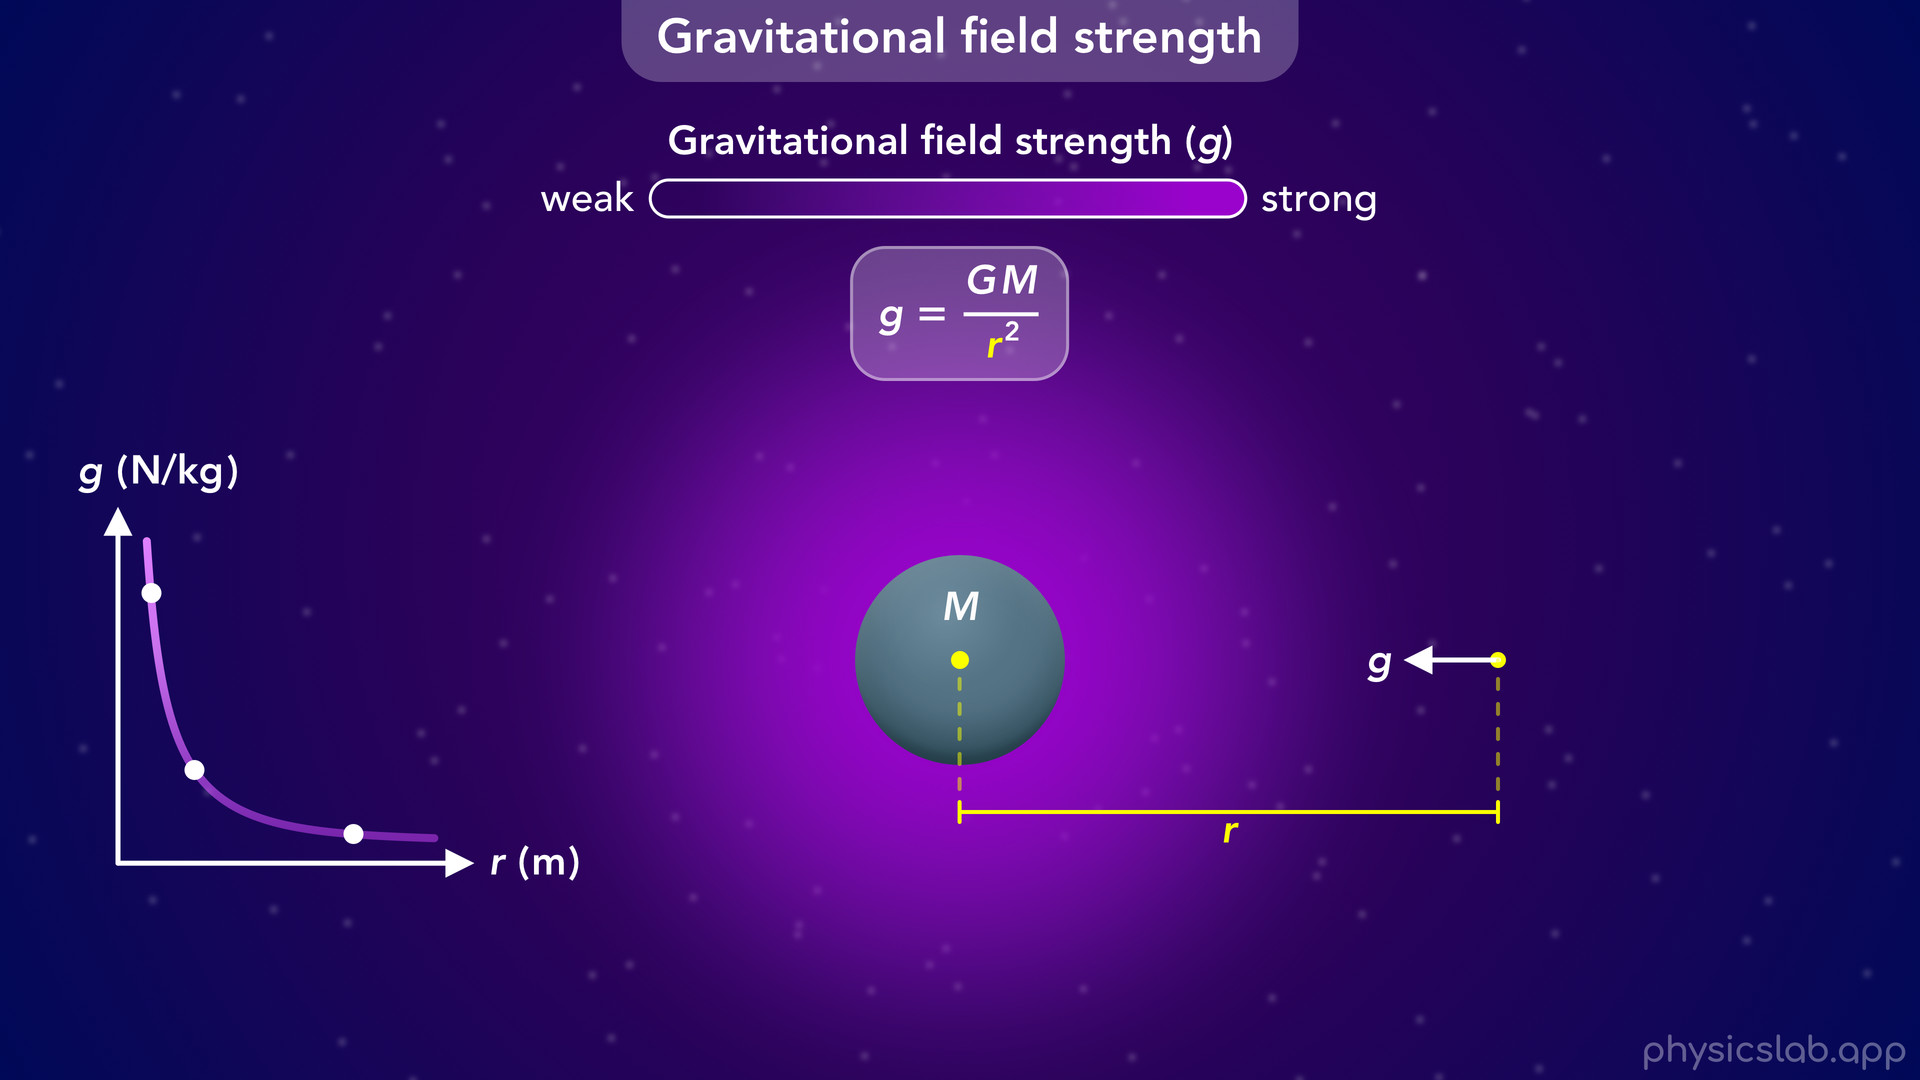 Gravitational field strength
Gravitational field strength (g)
weak strong
g = GM / r²
g (N/kg)
M
g
r
r (m)
physicslab.app